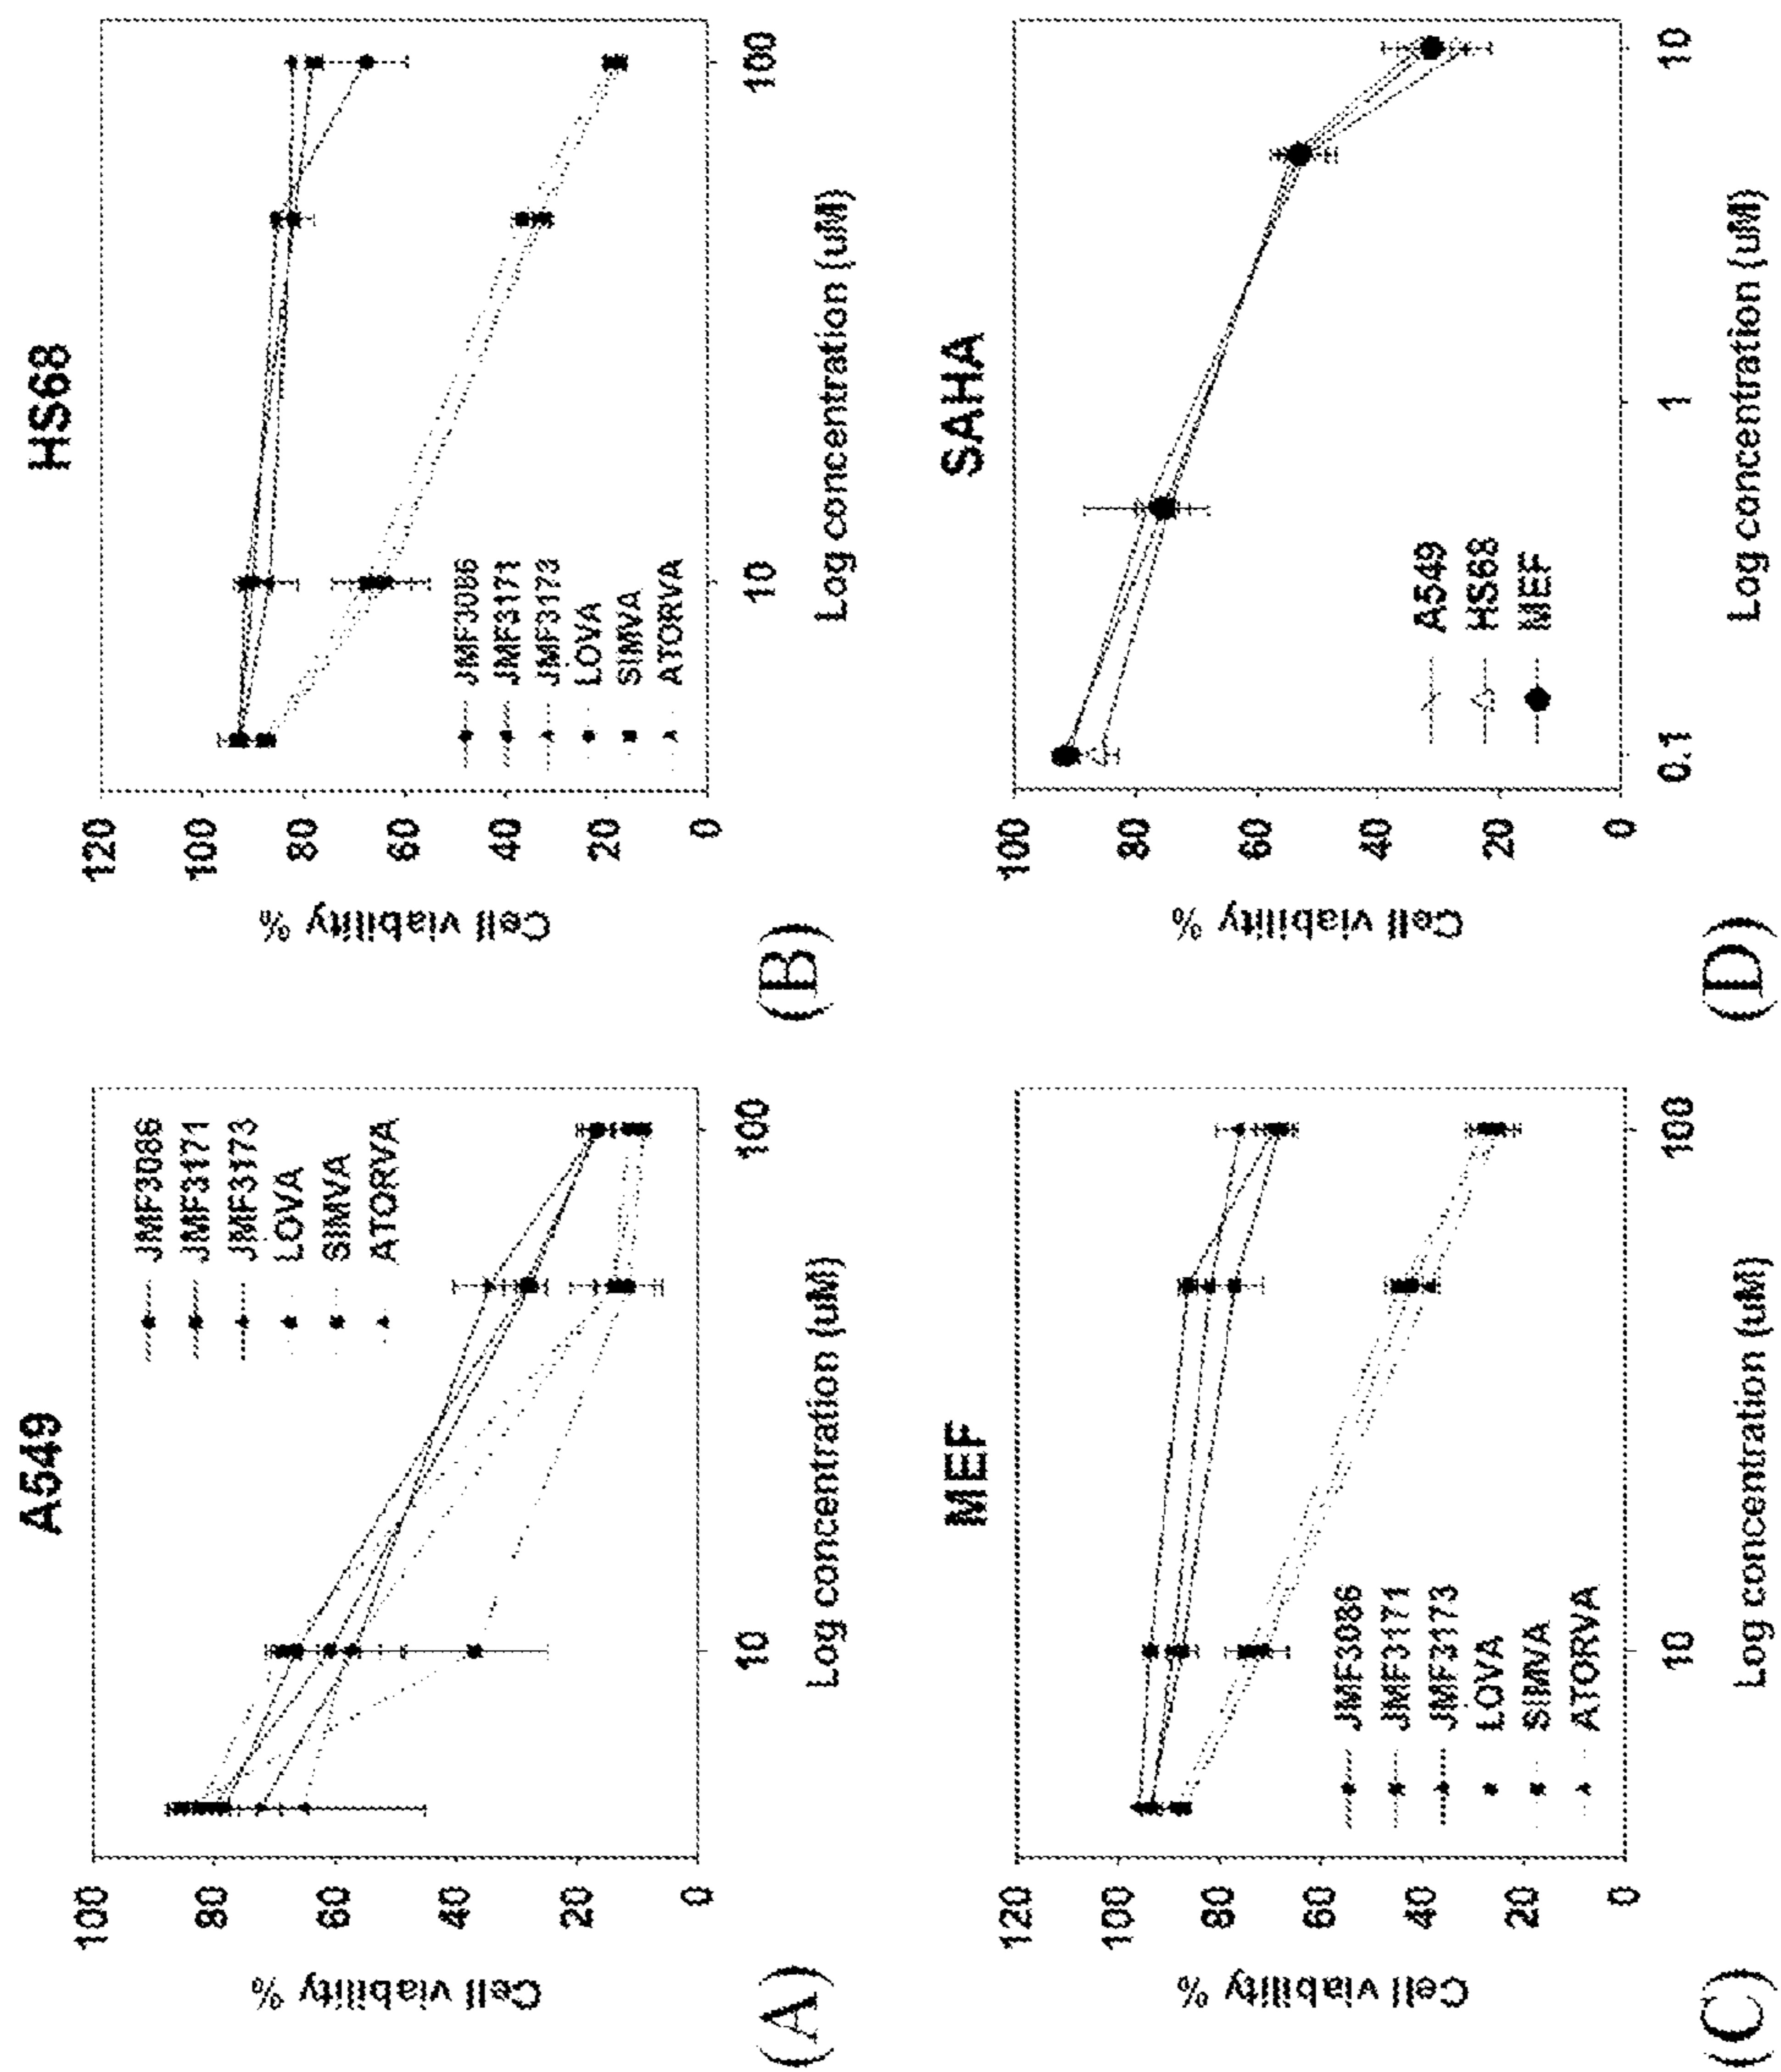 A549
100
80
60
40
20
0
Cell viability %
JMF3086
JMF3171
JMF3173
LOVA
SIMVA
ATORVA
10
100
Log concentration (uM)
(A)
HS68
120
100
80
60
40
20
0
Cell viability %
JMF3086
JMF3171
JMF3173
LOVA
SIMVA
ATORVA
10
100
Log concentration (uM)
(B)
MEF
120
100
80
60
40
20
0
Cell viability %
JMF3086
JMF3171
JMF3173
LOVA
SIMVA
ATORVA
10
100
Log concentration (uM)
(C)
SAHA
100
80
60
40
20
0
Cell viability %
A549
HS68
MEF
0.1
1
10
Log concentration (uM)
(D)